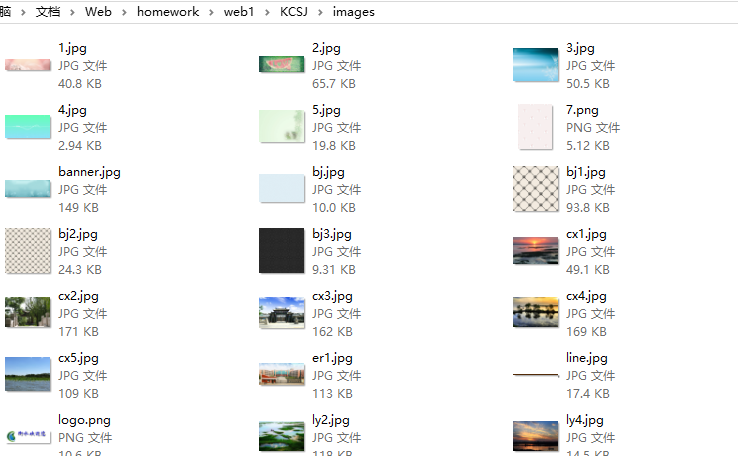 脑 > 文档 > Web > homework > web1 > KCSJ > images
1.jpg
JPG 文件
40.8 KB
2.jpg
JPG 文件
65.7 KB
3.jpg
JPG 文件
50.5 KB
4.jpg
JPG 文件
2.94 KB
5.jpg
JPG 文件
19.8 KB
7.png
PNG 文件
5.12 KB
banner.jpg
JPG 文件
149 KB
bj.jpg
JPG 文件
10.0 KB
bj1.jpg
JPG 文件
93.8 KB
bj2.jpg
JPG 文件
24.3 KB
bj3.jpg
JPG 文件
9.31 KB
cx1.jpg
JPG 文件
49.1 KB
cx2.jpg
JPG 文件
171 KB
cx3.jpg
JPG 文件
162 KB
cx4.jpg
JPG 文件
169 KB
cx5.jpg
JPG 文件
109 KB
er1.jpg
JPG 文件
113 KB
line.jpg
JPG 文件
17.4 KB
logo.png
PNG 文件
10.6 KB
ly2.jpg
JPG 文件
118 KB
ly4.jpg
JPG 文件
14.5 KB